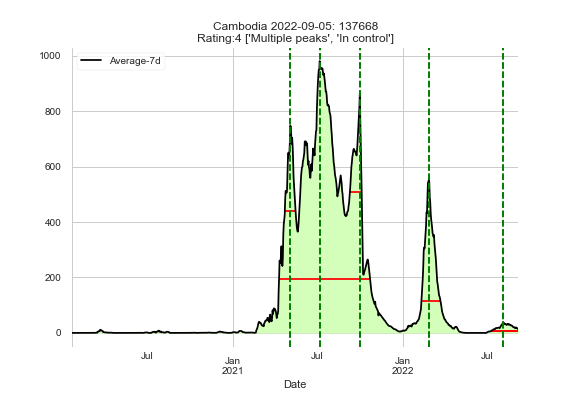 Cambodia 2022-09-05: 137668
Rating:4 ['Multiple peaks', 'In control']
Average-7d
1000
800
600
400
200
0
Jul
Jan
2021
Jul
Jan
2022
Jul
Date